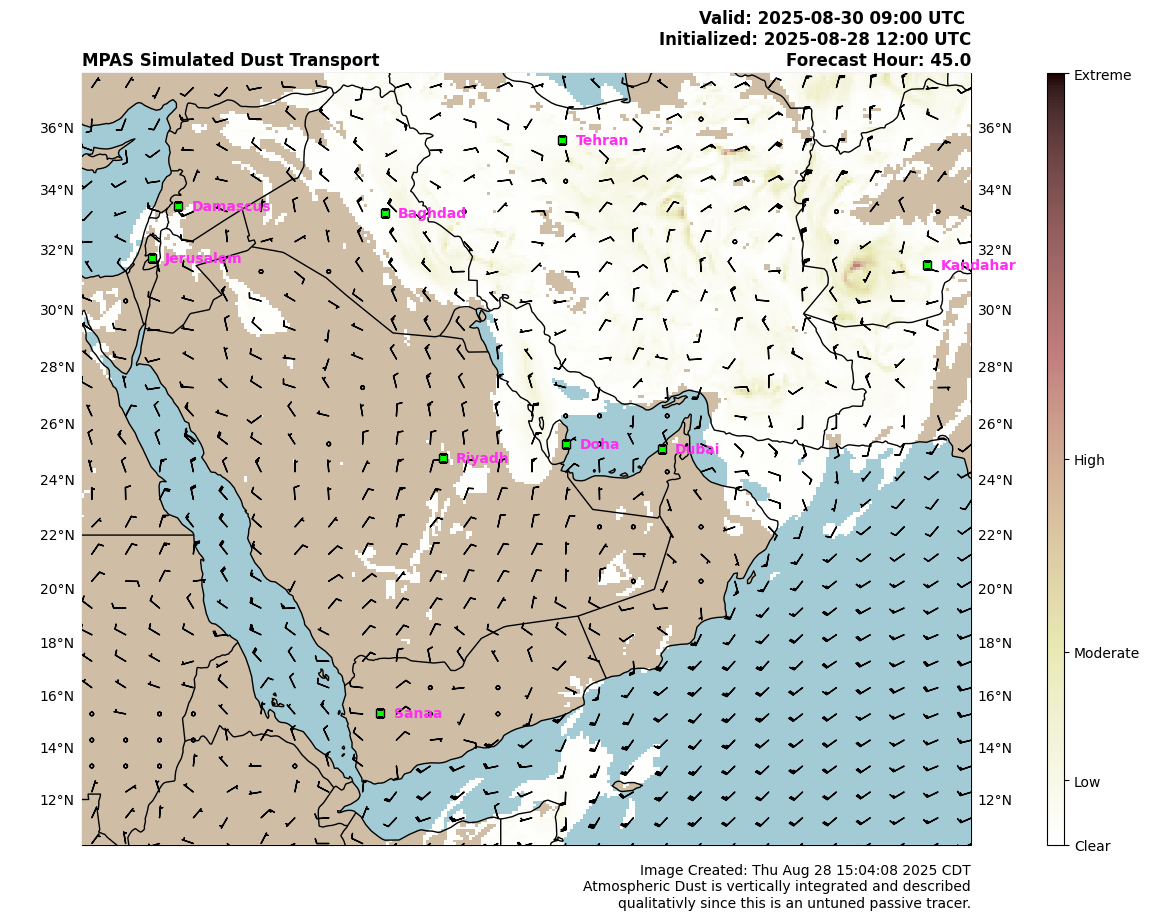 Valid: 2025-08-30 09:00 UTC
Initialized: 2025-08-28 12:00 UTC
MPAS Simulated Dust Transport
Forecast Hour: 45.0
Extreme
36°N
36°N
Tehran
34°N
34°N
Damascus
Baghdad
32°N
32°N
Jerusalem
Kandahar
30°N
30°N
28°N
28°N
26°N
26°N
Doha
Dubai
Riyadh
High
24°N
24°N
22°N
22°N
20°N
20°N
18°N
18°N
Moderate
16°N
16°N
Sanaa
14°N
14°N
Low
12°N
12°N
Clear
Image Created: Thu Aug 28 15:04:08 2025 CDT
Atmospheric Dust is vertically integrated and described
qualitativly since this is an untuned passive tracer.